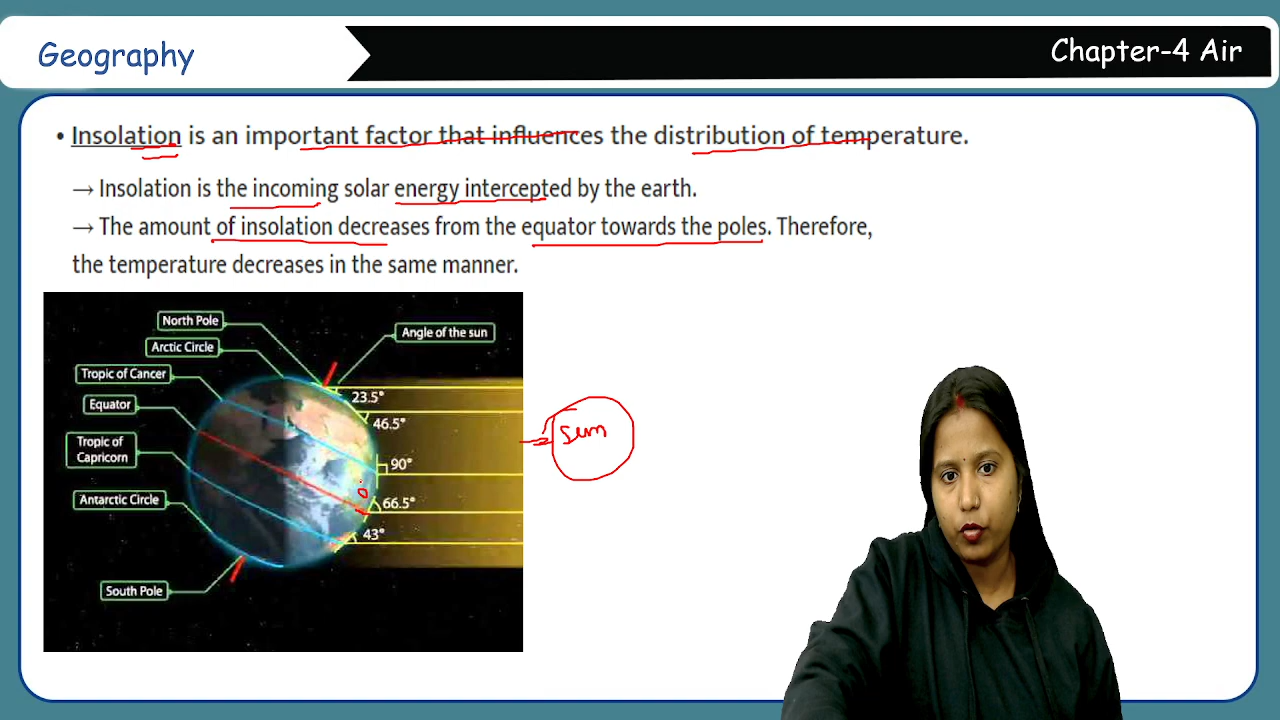 Geography
Chapter-4 Air
• Insolation is an important factor that influences the distribution of temperature.
→ Insolation is the incoming solar energy intercepted by the earth.
→ The amount of insolation decreases from the equator towards the poles. Therefore,
the temperature decreases in the same manner.
North Pole
Angle of the sun
Arctic Circle
Tropic of Cancer
23.5°
Equator
46.5°
sun
Tropic of
Capricorn
90°
Antarctic Circle
66.5°
43°
South Pole